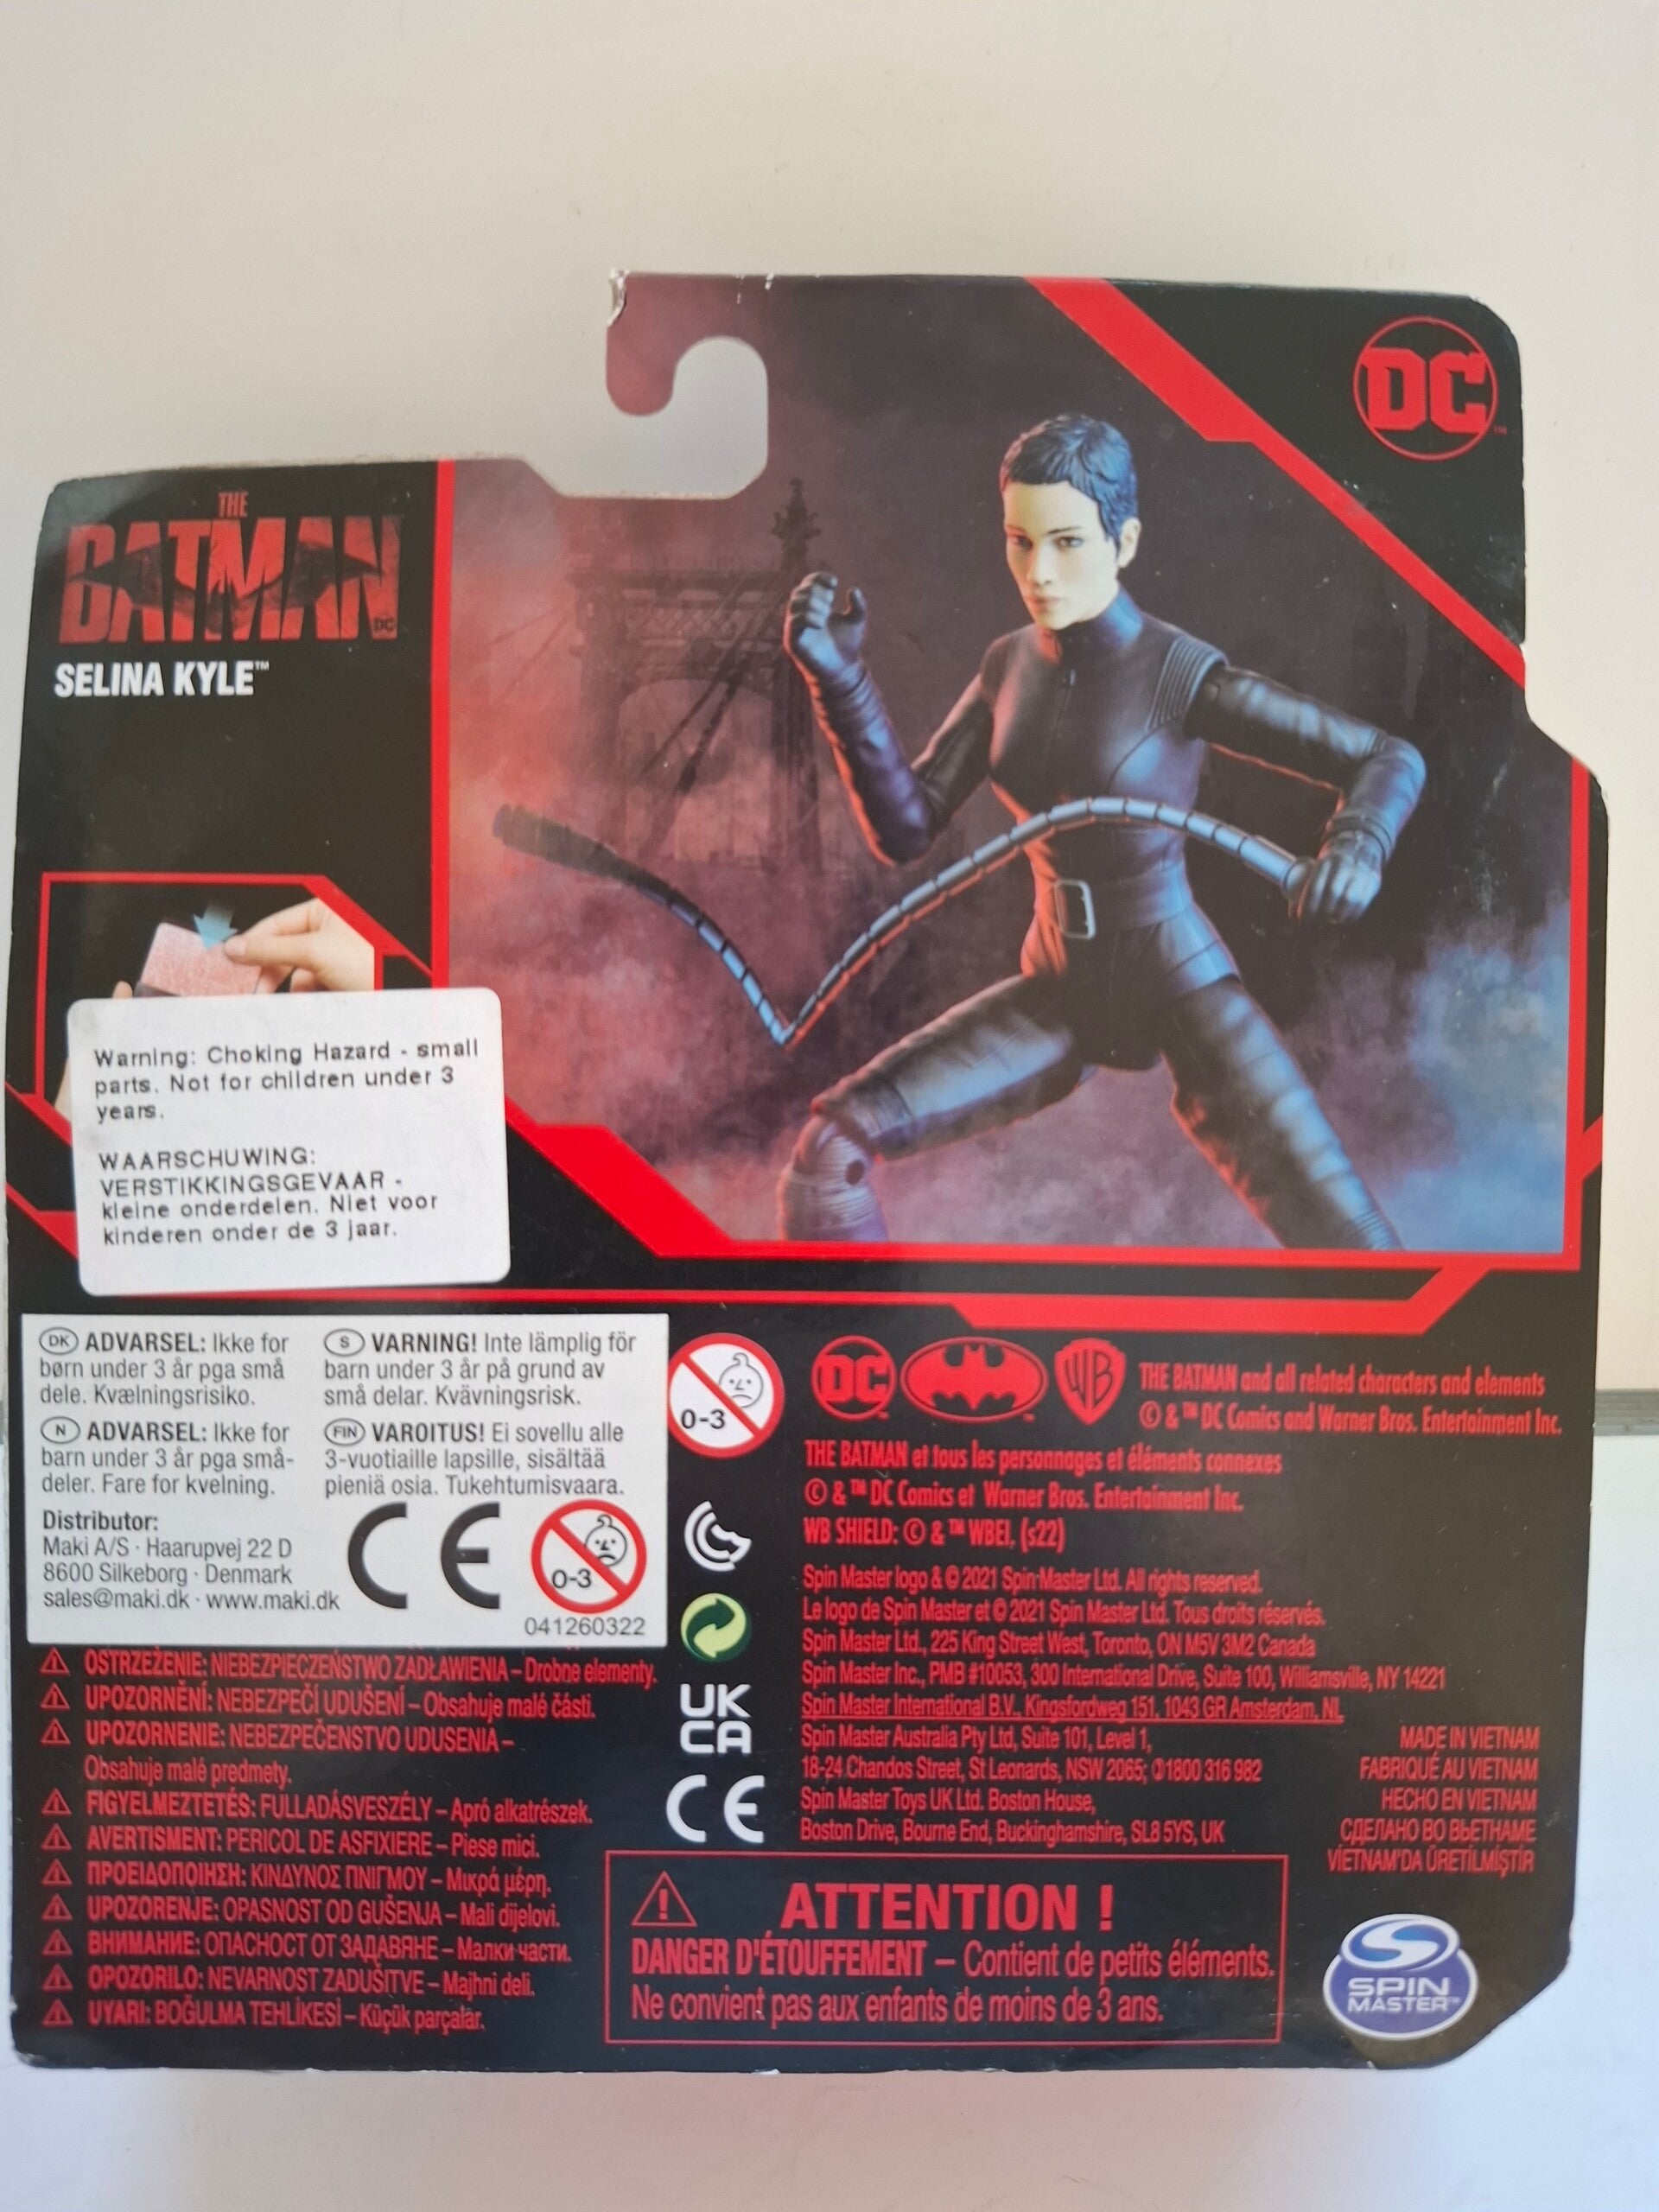 DC
THE
BATMAN
DC
SELINA KYLE™
Warning: Choking Hazard - small
parts. Not for children under 3
years.
WAARSCHUWING:
VERSTIKKINGSGEVAAR -
kleine onderdelen. Niet voor
kinderen onder de 3 jaar.
DK ADVARSEL: Ikke for
børn under 3 år pga små
dele. Kvælningsrisiko.
N ADVARSEL: Ikke for
barn under 3 år pga små-
deler. Fare for kvelning.
S VARNING! Inte lämplig för
barn under 3 år på grund av
små delar. Kvävningsrisk.
FIN VAROITUS! Ei sovellu alle
3-vuotiaille lapsille, sisältää
pieniä osia. Tukehtumisvaara.
Distributor:
Maki A/S · Haarupvej 22 D
8600 Silkeborg · Denmark
sales@maki.dk · www.maki.dk
CE
0-3
041260322
⚠ OSTRZEŻENIE: NIEBEZPIECZEŃSTWO ZADŁAWIENIA – Drobne elementy.
⚠ UPOZORNĚNÍ: NEBEZPEČÍ UDUŠENÍ – Obsahuje malé části.
⚠ UPOZORNENIE: NEBEZPEČENSTVO UDUSENIA –
Obsahuje malé predmety.
⚠ FIGYELMEZTETÉS: FULLADÁSVESZÉLY – Apró alkatrészek.
⚠ AVERTISMENT: PERICOL DE ASFIXIERE – Piese mici.
⚠ ΠΡΟΕΙΔΟΠΟΙΗΣΗ: ΚΙΝΔΥΝΟΣ ΠΝΙΓΜΟΥ – Μικρά μέρη.
⚠ UPOZORENJE: OPASNOST OD GUŠENJA – Mali dijelovi.
⚠ ВНИМАНИЕ: ОПАСНОСТ ОТ ЗАДАВЯНЕ – Малки части.
⚠ OPOZORILO: NEVARNOST ZADUŠITVE – Majhni deli.
⚠ UYARI: BOĞULMA TEHLİKESİ – Küçük parçalar.
0-3
UK
CA
CE
DC
WB
THE BATMAN and all related characters and elements
© & ™ DC Comics and Warner Bros. Entertainment Inc.
THE BATMAN et tous les personnages et éléments connexes
© & ™ DC Comics et Warner Bros. Entertainment Inc.
WB SHIELD: © & ™ WBEI. (s22)
Spin Master logo & © 2021 Spin Master Ltd. All rights reserved.
Le logo de Spin Master et © 2021 Spin Master Ltd. Tous droits réservés.
Spin Master Ltd., 225 King Street West, Toronto, ON M5V 3M2 Canada
Spin Master Inc., PMB #10053, 300 International Drive, Suite 100, Williamsville, NY 14221
Spin Master International B.V., Kingsfordweg 151, 1043 GR Amsterdam, NL
Spin Master Australia Pty Ltd, Suite 101, Level 1,
18-24 Chandos Street, St Leonards, NSW 2065; ✆1800 316 982
Spin Master Toys UK Ltd. Boston House,
Boston Drive, Bourne End, Buckinghamshire, SL8 5YS, UK
MADE IN VIETNAM
FABRIQUÉ AU VIETNAM
HECHO EN VIETNAM
СДЕЛАНО ВО ВЬЕТНАМЕ
VİETNAM'DA ÜRETİLMİŞTİR
⚠ ATTENTION !
DANGER D'ÉTOUFFEMENT – Contient de petits éléments.
Ne convient pas aux enfants de moins de 3 ans.
SPIN
MASTER™